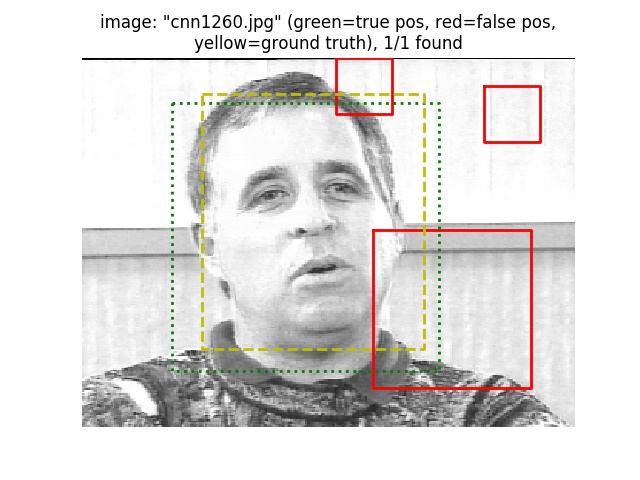 image: "cnn1260.jpg" (green=true pos, red=false pos,
yellow=ground truth), 1/1 found